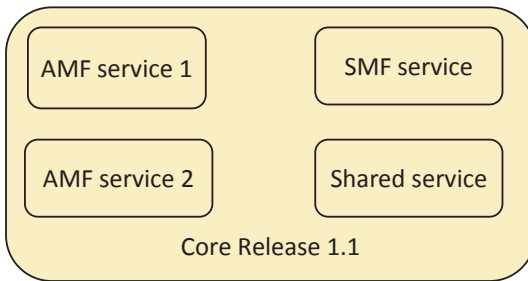 AMF service 1
SMF service
AMF service 2
Shared service
Core Release 1.1